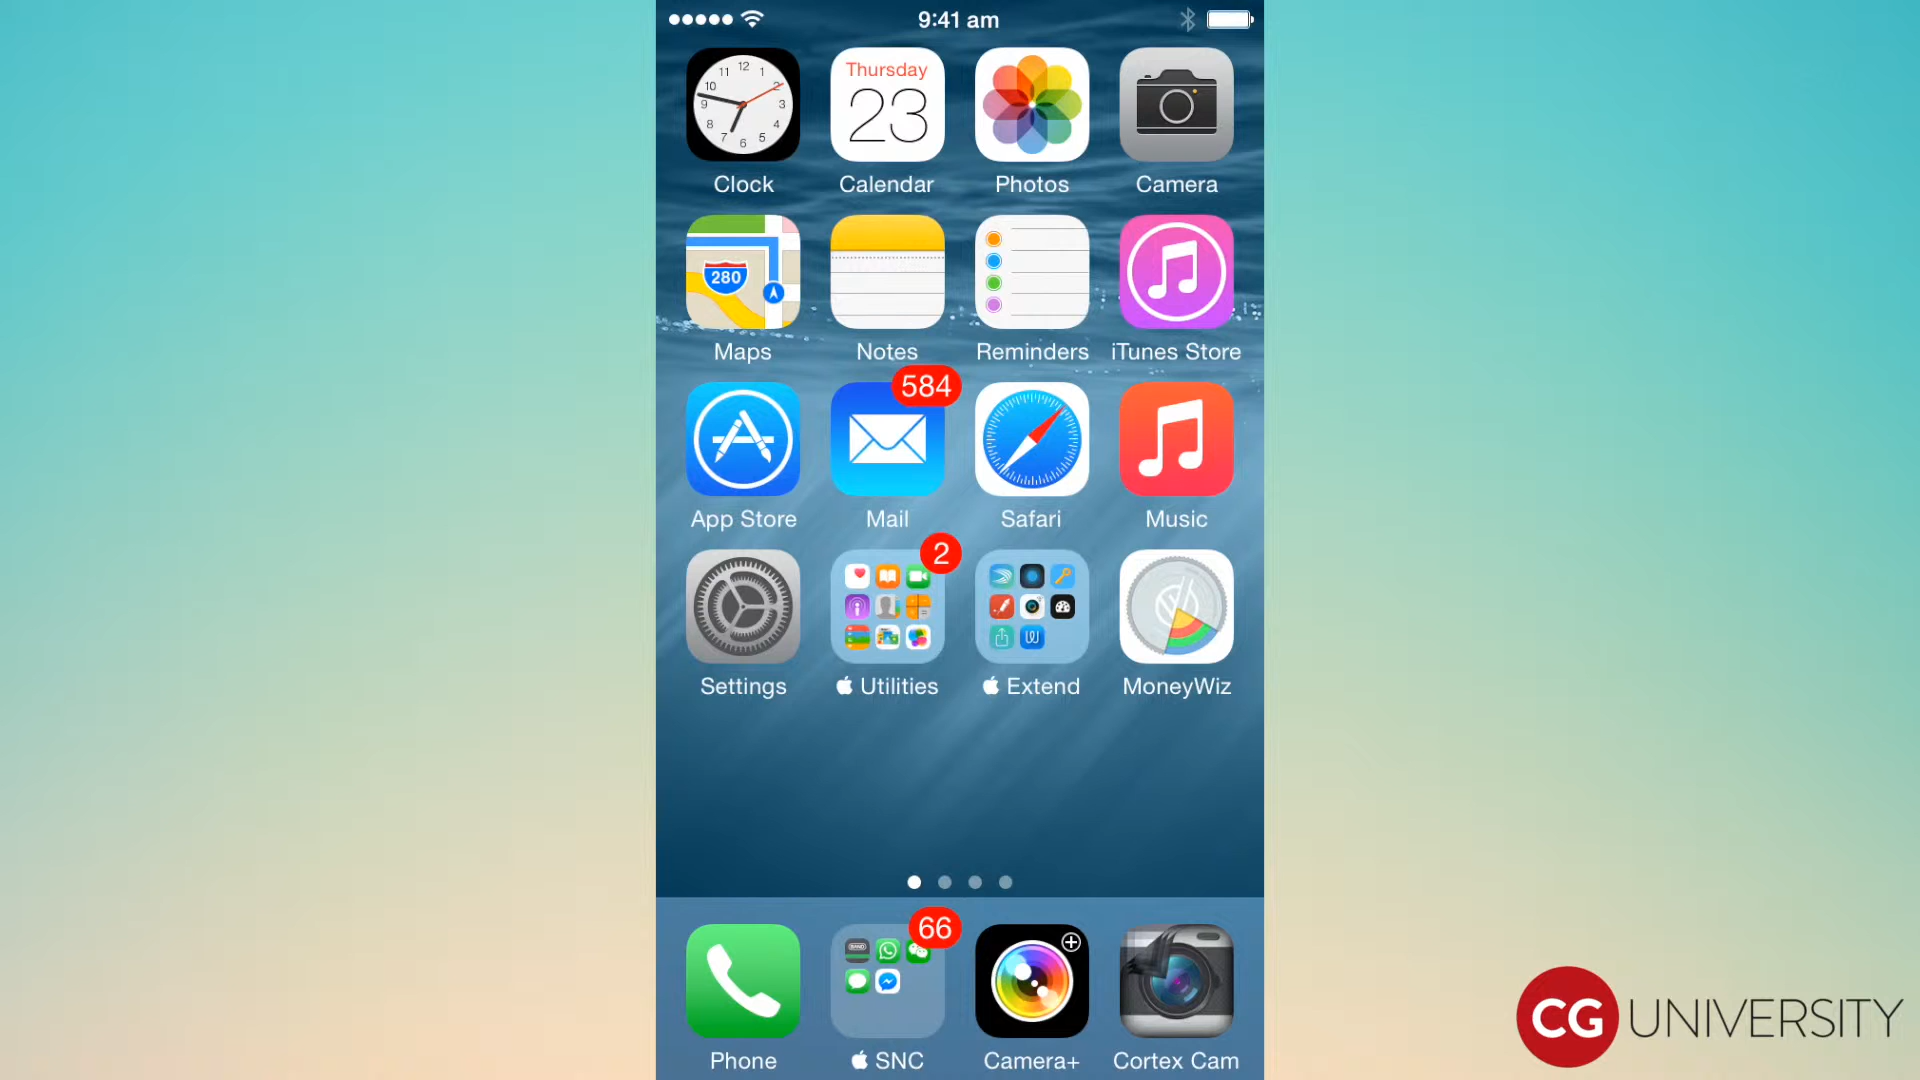 9:41 am
Thursday
23
Clock Calendar Photos Camera
280
Maps Notes Reminders iTunes Store
584
App Store Mail Safari Music
2
Settings Utilities Extend MoneyWiz
66
Phone SNC Camera+ Cortex Cam
CG UNIVERSITY